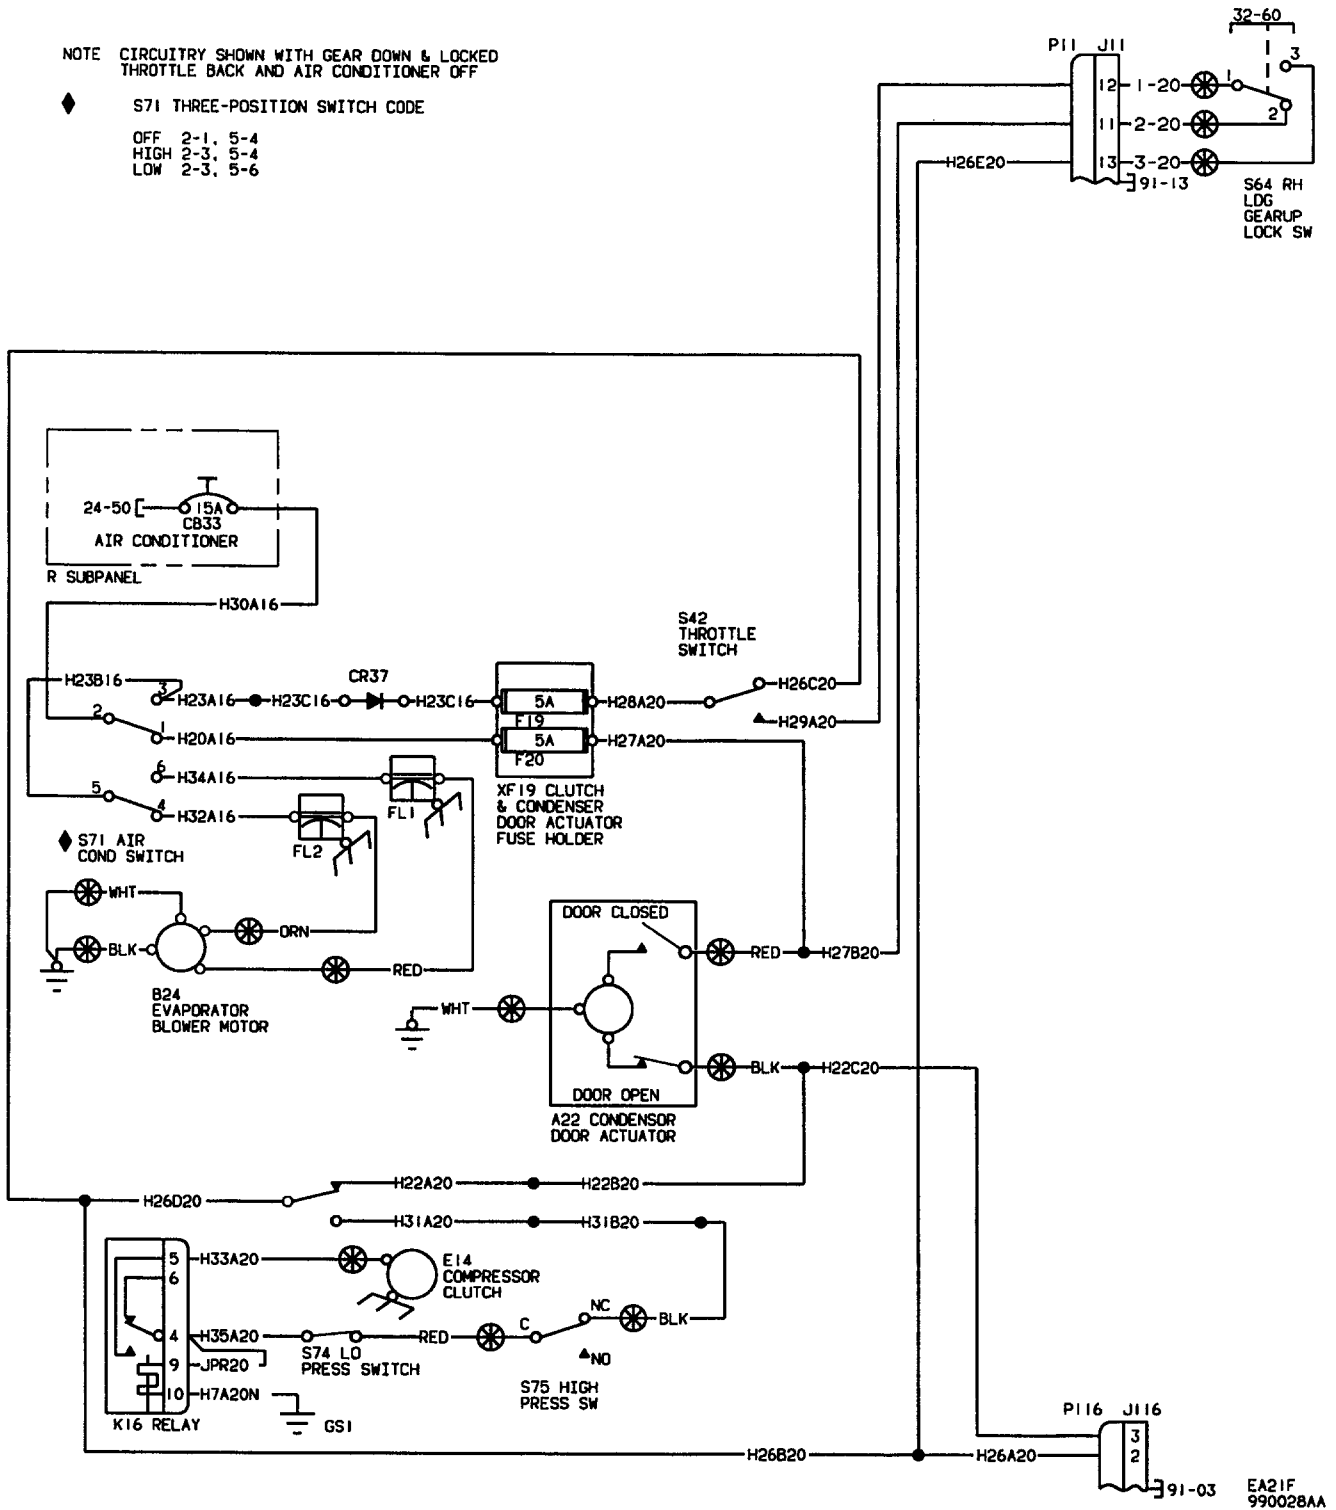 32-60
NOTE CIRCUITRY SHOWN WITH GEAR DOWN & LOCKED
THROTTLE BACK AND AIR CONDITIONER OFF
S71 THREE-POSITION SWITCH CODE
OFF 2-1, 5-4
HIGH 2-3, 5-4
LOW 2-3, 5-6
P11 J11
3
12 1-20 1
11 2-20 2
H26E20 13 3-20
91-13
S64 RH
LDG
GEARUP
LOCK SW
24-50 15A
CB33
AIR CONDITIONER
R SUBPANEL
H30A16
S42
THROTTLE
SWITCH
H23B16 CR37
3 H23A16 H23C16 H23C16 5A H28A20 H26C20
F19
2 H29A20
1 H20A16 5A H27A20
F20
6 H34A16
FL1
5
4 H32A16
FL2
XF19 CLUTCH
& CONDENSER
DOOR ACTUATOR
FUSE HOLDER
S71 AIR
COND SWITCH
WHT
ORN
BLK
RED
B24
EVAPORATOR
BLOWER MOTOR
DOOR CLOSED
RED H27B20
WHT
BLK H22C20
DOOR OPEN
A22 CONDENSOR
DOOR ACTUATOR
H22A20 H22B20
H26D20
H31A20 H31B20
5 H33A20
6
E14
COMPRESSOR
CLUTCH
NC BLK
C
4 H35A20 RED
NO
S74 LO
PRESS SWITCH
9 JPR20
S75 HIGH
PRESS SW
10 H7A20N
GS1
K16 RELAY
P116 J116
3
H26B20 H26A20 2
91-03
EA21F
990028AA